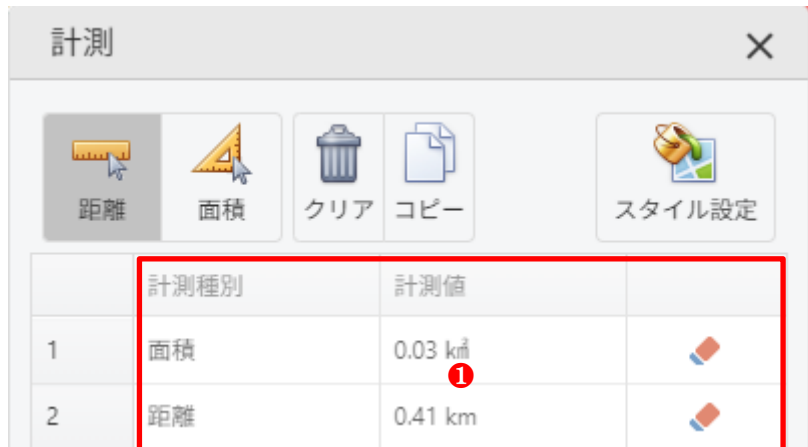 計測
距離 面積 クリア コピー スタイル設定
計測種別 計測値
1 面積 0.03 k㎡
❶
2 距離 0.41 km